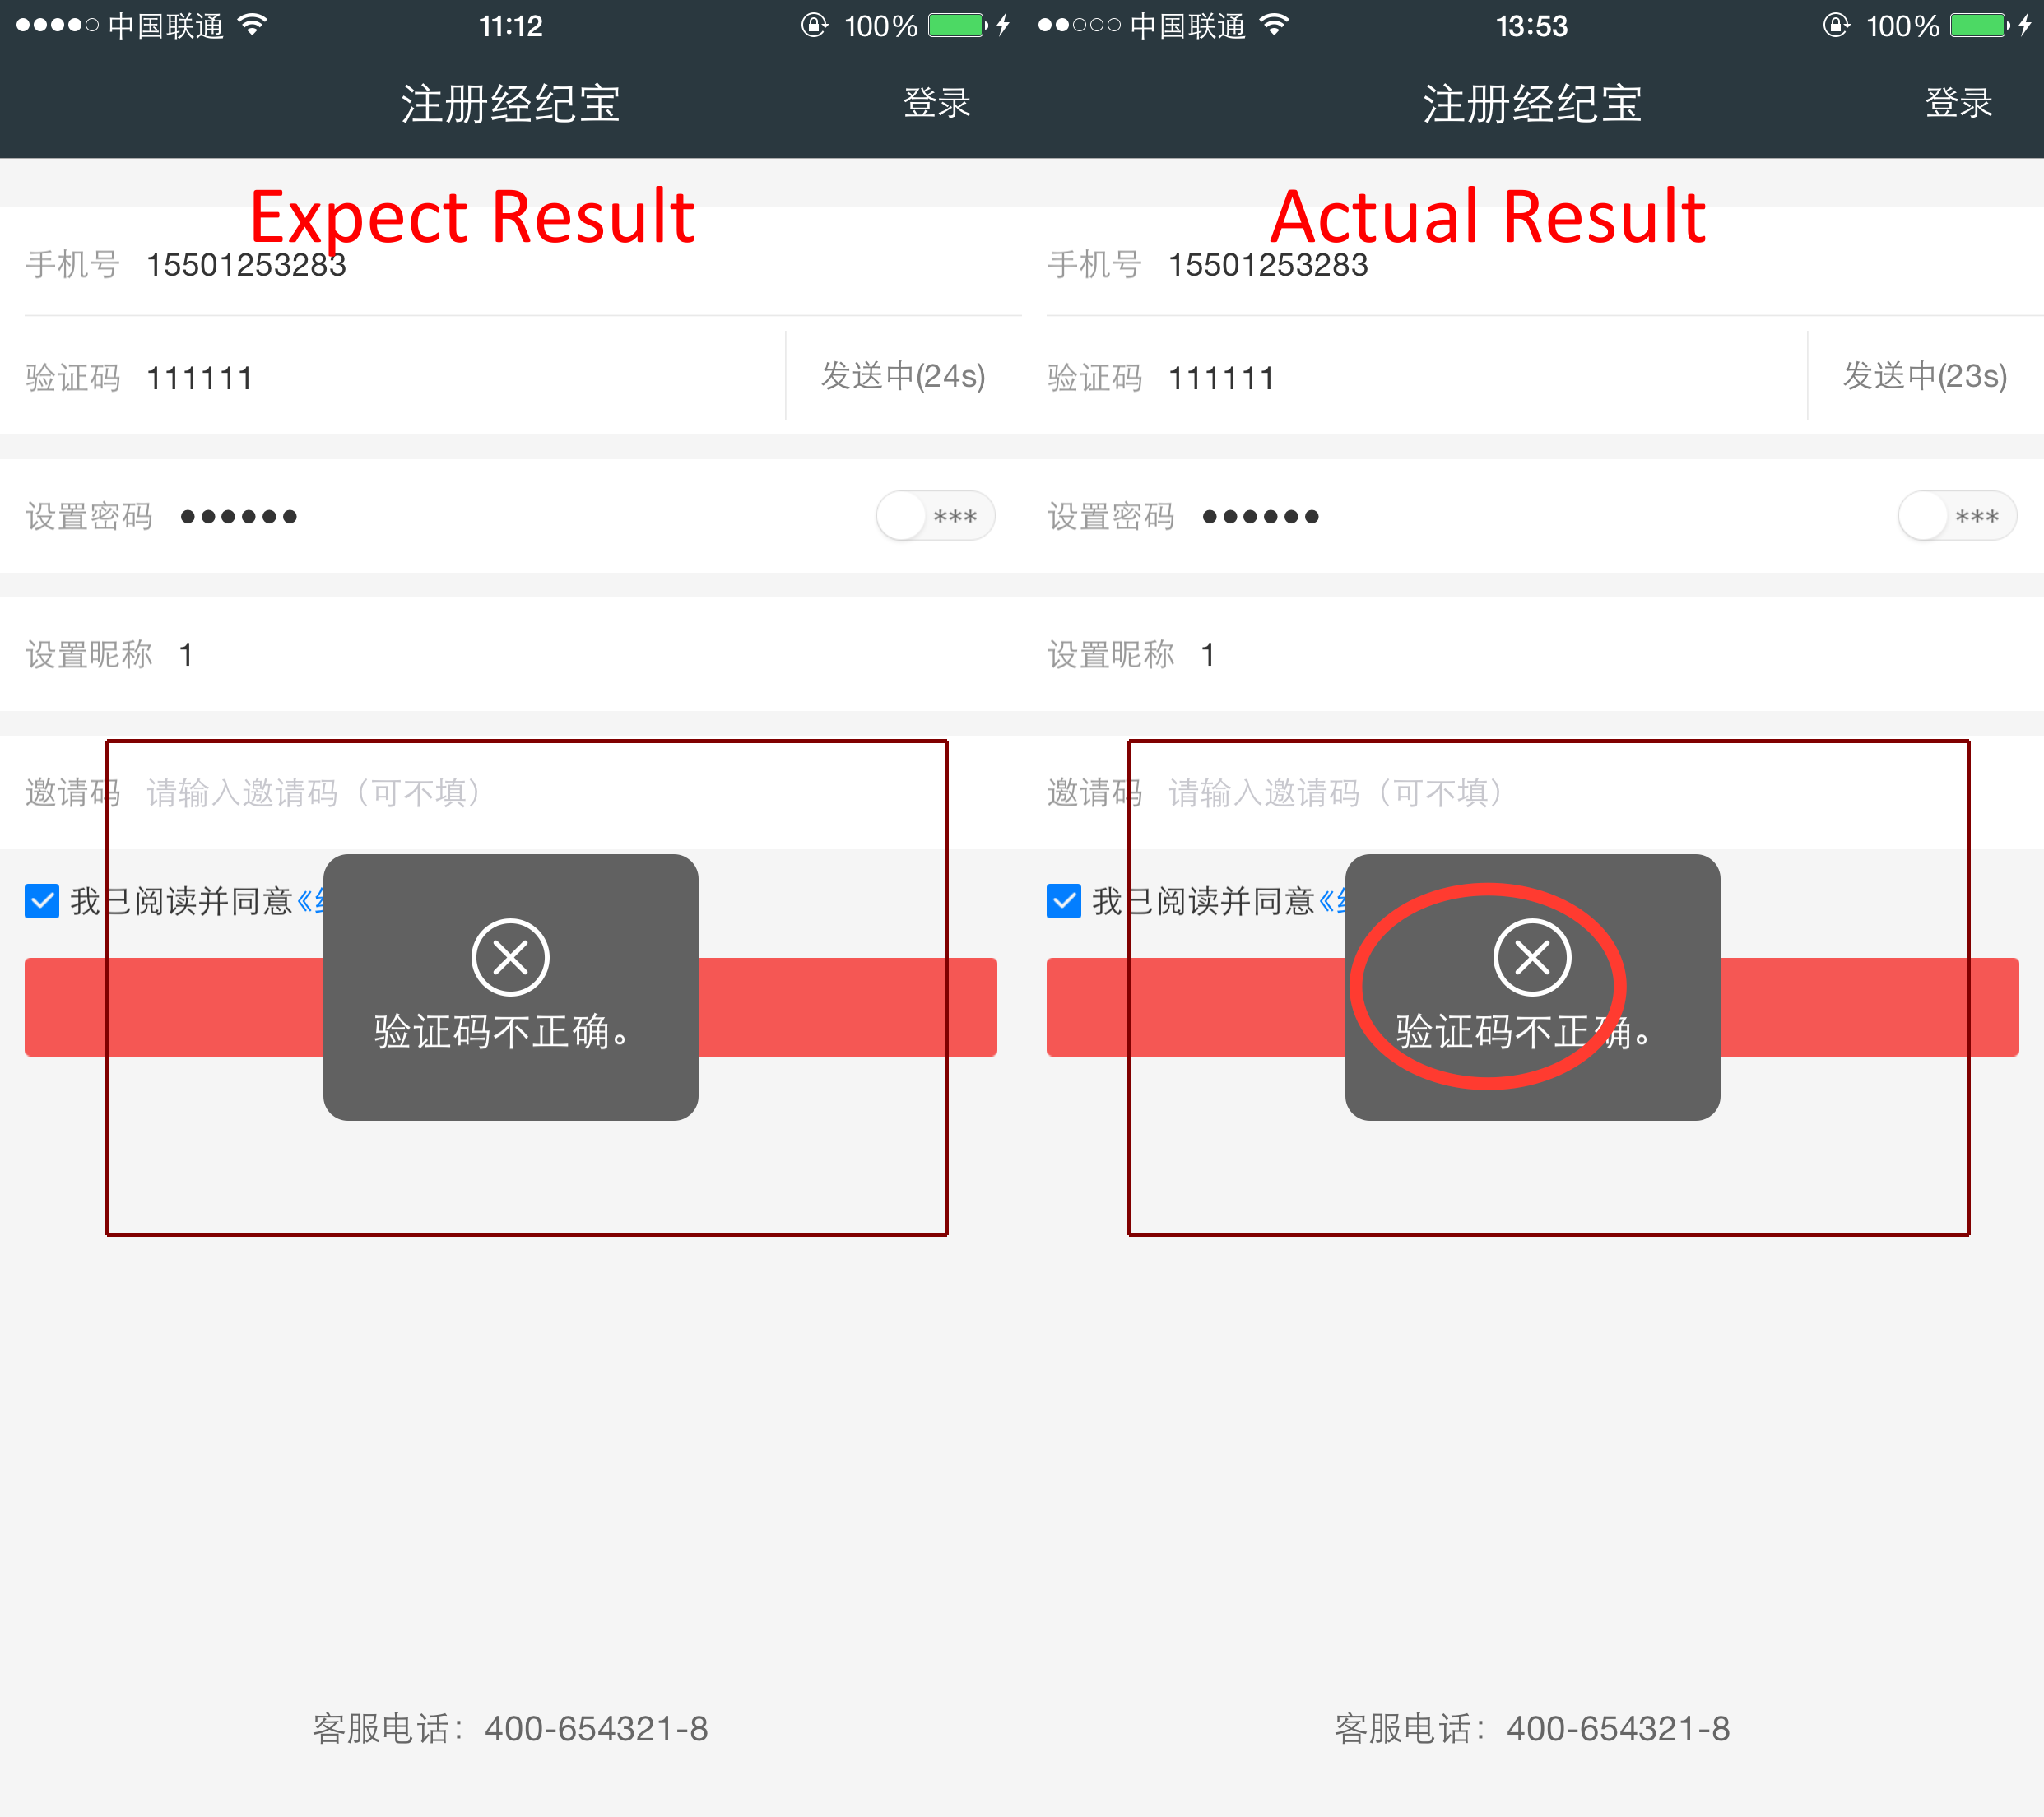 中国联通 11:12 100%
注册经纪宝 登录
Expect Result
手机号 15501253283
验证码 111111 发送中(24s)
设置密码 ••••••
***
设置昵称 1
邀请码 请输入邀请码（可不填）
我已阅读并同意《
验证码不正确。
客服电话：400-654321-8
中国联通 13:53 100%
注册经纪宝 登录
Actual Result
手机号 15501253283
验证码 111111 发送中(23s)
设置密码 ••••••
***
设置昵称 1
邀请码 请输入邀请码（可不填）
我已阅读并同意《
验证码不正确。
客服电话：400-654321-8